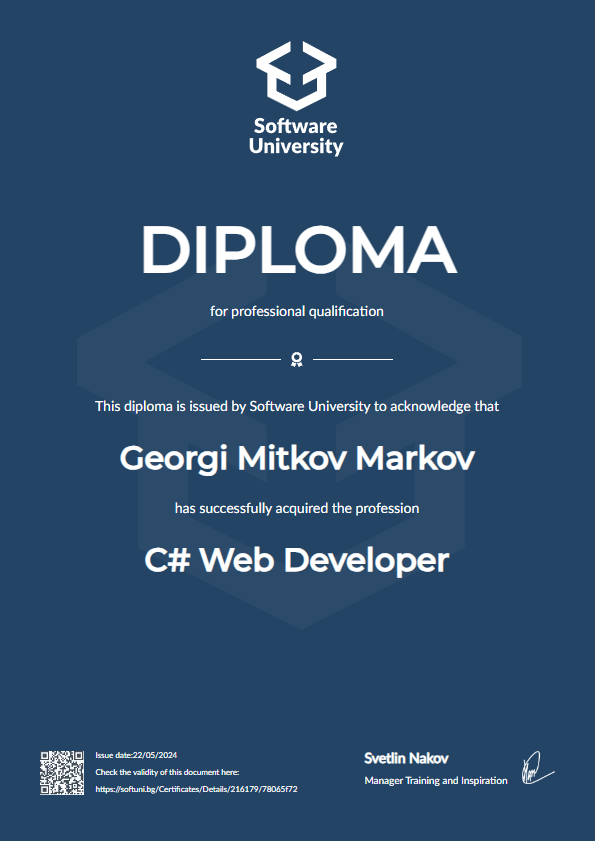 Software
University
DIPLOMA
for professional qualification
This diploma is issued by Software University to acknowledge that
Georgi Mitkov Markov
has successfully acquired the profession
C# Web Developer
Issue date:22/05/2024
Check the validity of this document here:
https://softuni.bg/Certificates/Details/216179/78065f72
Svetlin Nakov
Manager Training and Inspiration